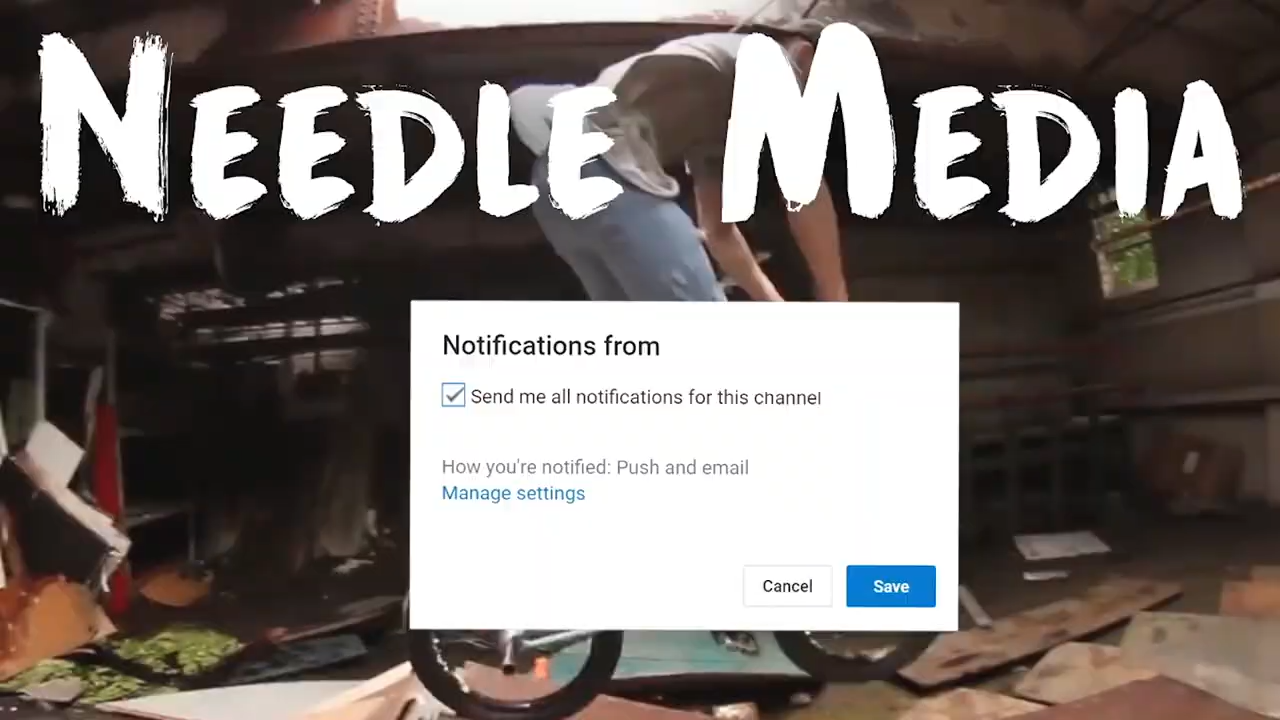 NEEDLE MEDIA
Notifications from
Send me all notifications for this channel
How you're notified: Push and email
Manage settings
Cancel Save